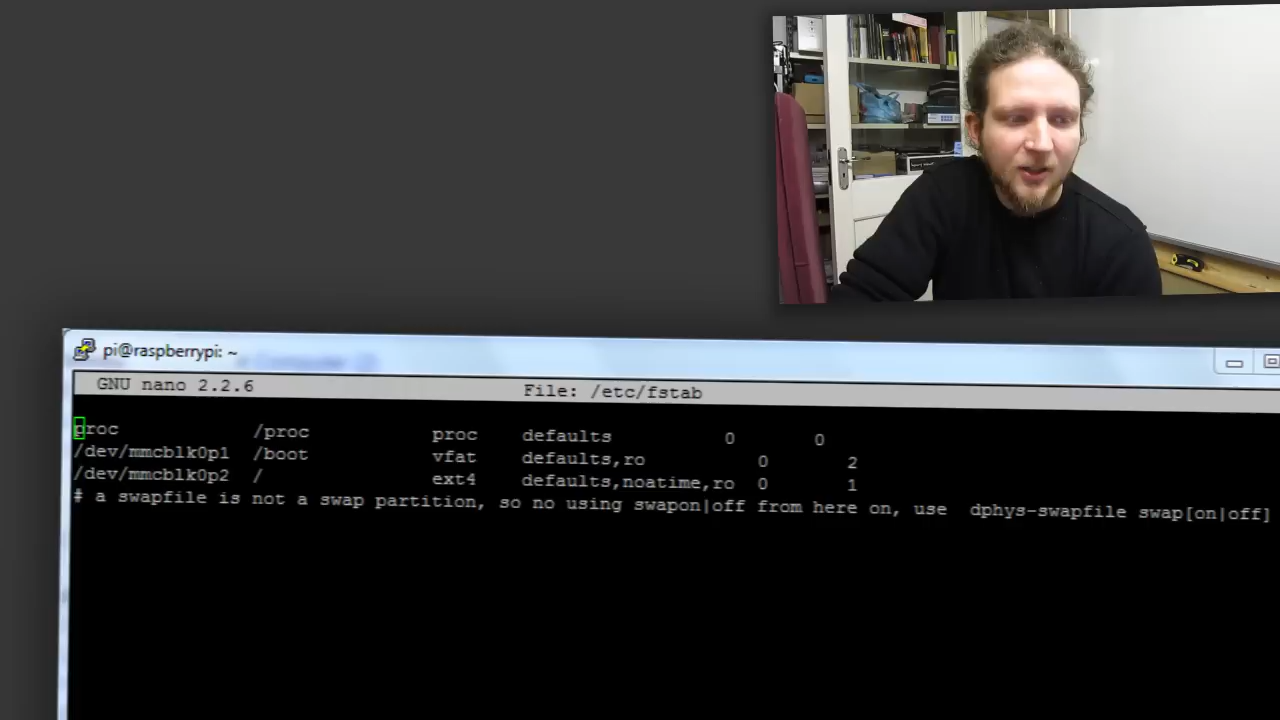 pi@raspberrypi: ~
GNU nano 2.2.6 File: /etc/fstab
proc /proc proc defaults 0 0
/dev/mmcblk0p1 /boot vfat defaults,ro 0 2
/dev/mmcblk0p2 / ext4 defaults,noatime,ro 0 1
# a swapfile is not a swap partition, so no using swapon|off from here on, use dphys-swapfile swap[on|off]